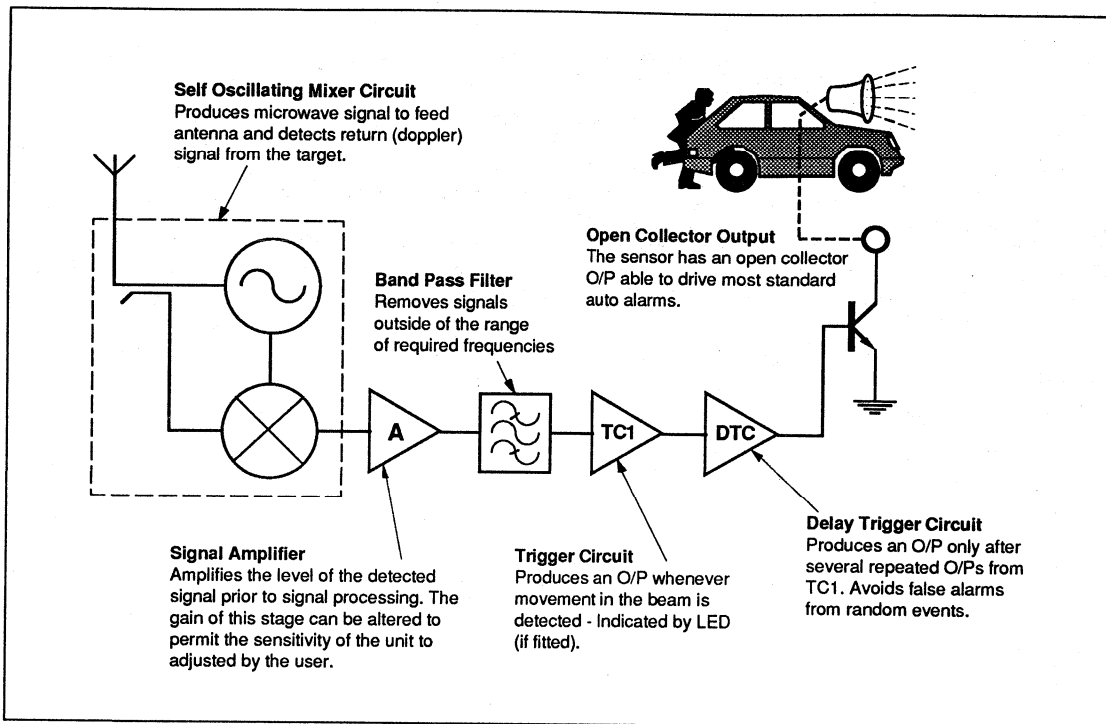 Self Oscillating Mixer Circuit
Produces microwave signal to feed
antenna and detects return (doppler)
signal from the target.
Open Collector Output
The sensor has an open collector
O/P able to drive most standard
auto alarms.
Band Pass Filter
Removes signals
outside of the range
of required frequencies
A
TC1
DTC
Signal Amplifier
Amplifies the level of the detected
signal prior to signal processing. The
gain of this stage can be altered to
permit the sensitivity of the unit to
adjusted by the user.
Trigger Circuit
Produces an O/P whenever
movement in the beam is
detected - Indicated by LED
(if fitted).
Delay Trigger Circuit
Produces an O/P only after
several repeated O/Ps from
TC1. Avoids false alarms
from random events.